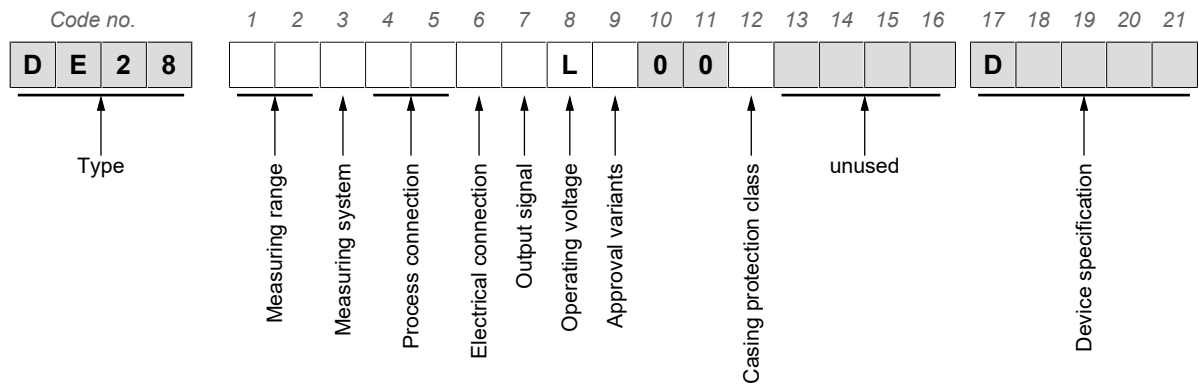 Code no. 1 2 3 4 5 6 7 8 9 10 11 12 13 14 15 16 17 18 19 20 21
D E 2 8 L 0 0 D
Type
Measuring range
Measuring system
Process connection
Electrical connection
Output signal
Operating voltage
Approval variants
Casing protection class
unused
Device specification